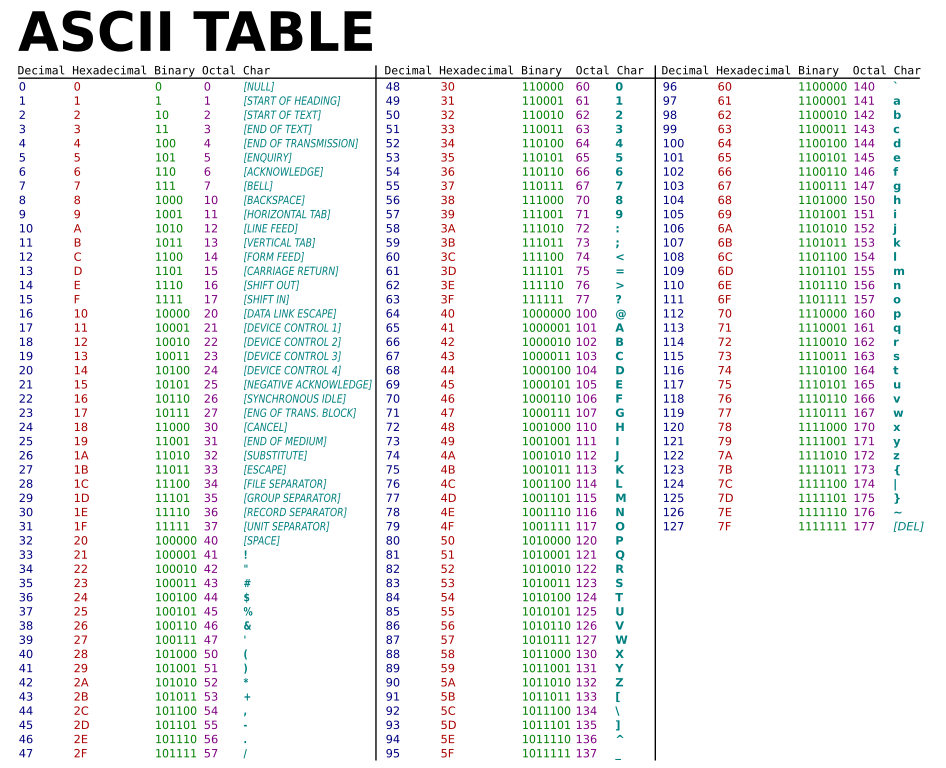 ASCII TABLE
Decimal Hexadecimal Binary Octal Char
0 0 0 0 [NULL]
1 1 1 1 [START OF HEADING]
2 2 10 2 [START OF TEXT]
3 3 11 3 [END OF TEXT]
4 4 100 4 [END OF TRANSMISSION]
5 5 101 5 [ENQUIRY]
6 6 110 6 [ACKNOWLEDGE]
7 7 111 7 [BELL]
8 8 1000 10 [BACKSPACE]
9 9 1001 11 [HORIZONTAL TAB]
10 A 1010 12 [LINE FEED]
11 B 1011 13 [VERTICAL TAB]
12 C 1100 14 [FORM FEED]
13 D 1101 15 [CARRIAGE RETURN]
14 E 1110 16 [SHIFT OUT]
15 F 1111 17 [SHIFT IN]
16 10 10000 20 [DATA LINK ESCAPE]
17 11 10001 21 [DEVICE CONTROL 1]
18 12 10010 22 [DEVICE CONTROL 2]
19 13 10011 23 [DEVICE CONTROL 3]
20 14 10100 24 [DEVICE CONTROL 4]
21 15 10101 25 [NEGATIVE ACKNOWLEDGE]
22 16 10110 26 [SYNCHRONOUS IDLE]
23 17 10111 27 [ENG OF TRANS. BLOCK]
24 18 11000 30 [CANCEL]
25 19 11001 31 [END OF MEDIUM]
26 1A 11010 32 [SUBSTITUTE]
27 1B 11011 33 [ESCAPE]
28 1C 11100 34 [FILE SEPARATOR]
29 1D 11101 35 [GROUP SEPARATOR]
30 1E 11110 36 [RECORD SEPARATOR]
31 1F 11111 37 [UNIT SEPARATOR]
32 20 100000 40 [SPACE]
33 21 100001 41 !
34 22 100010 42 "
35 23 100011 43 #
36 24 100100 44 $
37 25 100101 45 %
38 26 100110 46 &
39 27 100111 47 '
40 28 101000 50 (
41 29 101001 51 )
42 2A 101010 52 *
43 2B 101011 53 +
44 2C 101100 54 ,
45 2D 101101 55 -
46 2E 101110 56 .
47 2F 101111 57 /
Decimal Hexadecimal Binary Octal Char
48 30 110000 60 0
49 31 110001 61 1
50 32 110010 62 2
51 33 110011 63 3
52 34 110100 64 4
53 35 110101 65 5
54 36 110110 66 6
55 37 110111 67 7
56 38 111000 70 8
57 39 111001 71 9
58 3A 111010 72 :
59 3B 111011 73 ;
60 3C 111100 74 <
61 3D 111101 75 =
62 3E 111110 76 >
63 3F 111111 77 ?
64 40 1000000 100 @
65 41 1000001 101 A
66 42 1000010 102 B
67 43 1000011 103 C
68 44 1000100 104 D
69 45 1000101 105 E
70 46 1000110 106 F
71 47 1000111 107 G
72 48 1001000 110 H
73 49 1001001 111 I
74 4A 1001010 112 J
75 4B 1001011 113 K
76 4C 1001100 114 L
77 4D 1001101 115 M
78 4E 1001110 116 N
79 4F 1001111 117 O
80 50 1010000 120 P
81 51 1010001 121 Q
82 52 1010010 122 R
83 53 1010011 123 S
84 54 1010100 124 T
85 55 1010101 125 U
86 56 1010110 126 V
87 57 1010111 127 W
88 58 1011000 130 X
89 59 1011001 131 Y
90 5A 1011010 132 Z
91 5B 1011011 133 [
92 5C 1011100 134 \
93 5D 1011101 135 ]
94 5E 1011110 136 ^
95 5F 1011111 137 _
Decimal Hexadecimal Binary Octal Char
96 60 1100000 140 `
97 61 1100001 141 a
98 62 1100010 142 b
99 63 1100011 143 c
100 64 1100100 144 d
101 65 1100101 145 e
102 66 1100110 146 f
103 67 1100111 147 g
104 68 1101000 150 h
105 69 1101001 151 i
106 6A 1101010 152 j
107 6B 1101011 153 k
108 6C 1101100 154 l
109 6D 1101101 155 m
110 6E 1101110 156 n
111 6F 1101111 157 o
112 70 1110000 160 p
113 71 1110001 161 q
114 72 1110010 162 r
115 73 1110011 163 s
116 74 1110100 164 t
117 75 1110101 165 u
118 76 1110110 166 v
119 77 1110111 167 w
120 78 1111000 170 x
121 79 1111001 171 y
122 7A 1111010 172 z
123 7B 1111011 173 {
124 7C 1111100 174 |
125 7D 1111101 175 }
126 7E 1111110 176 ~
127 7F 1111111 177 [DEL]